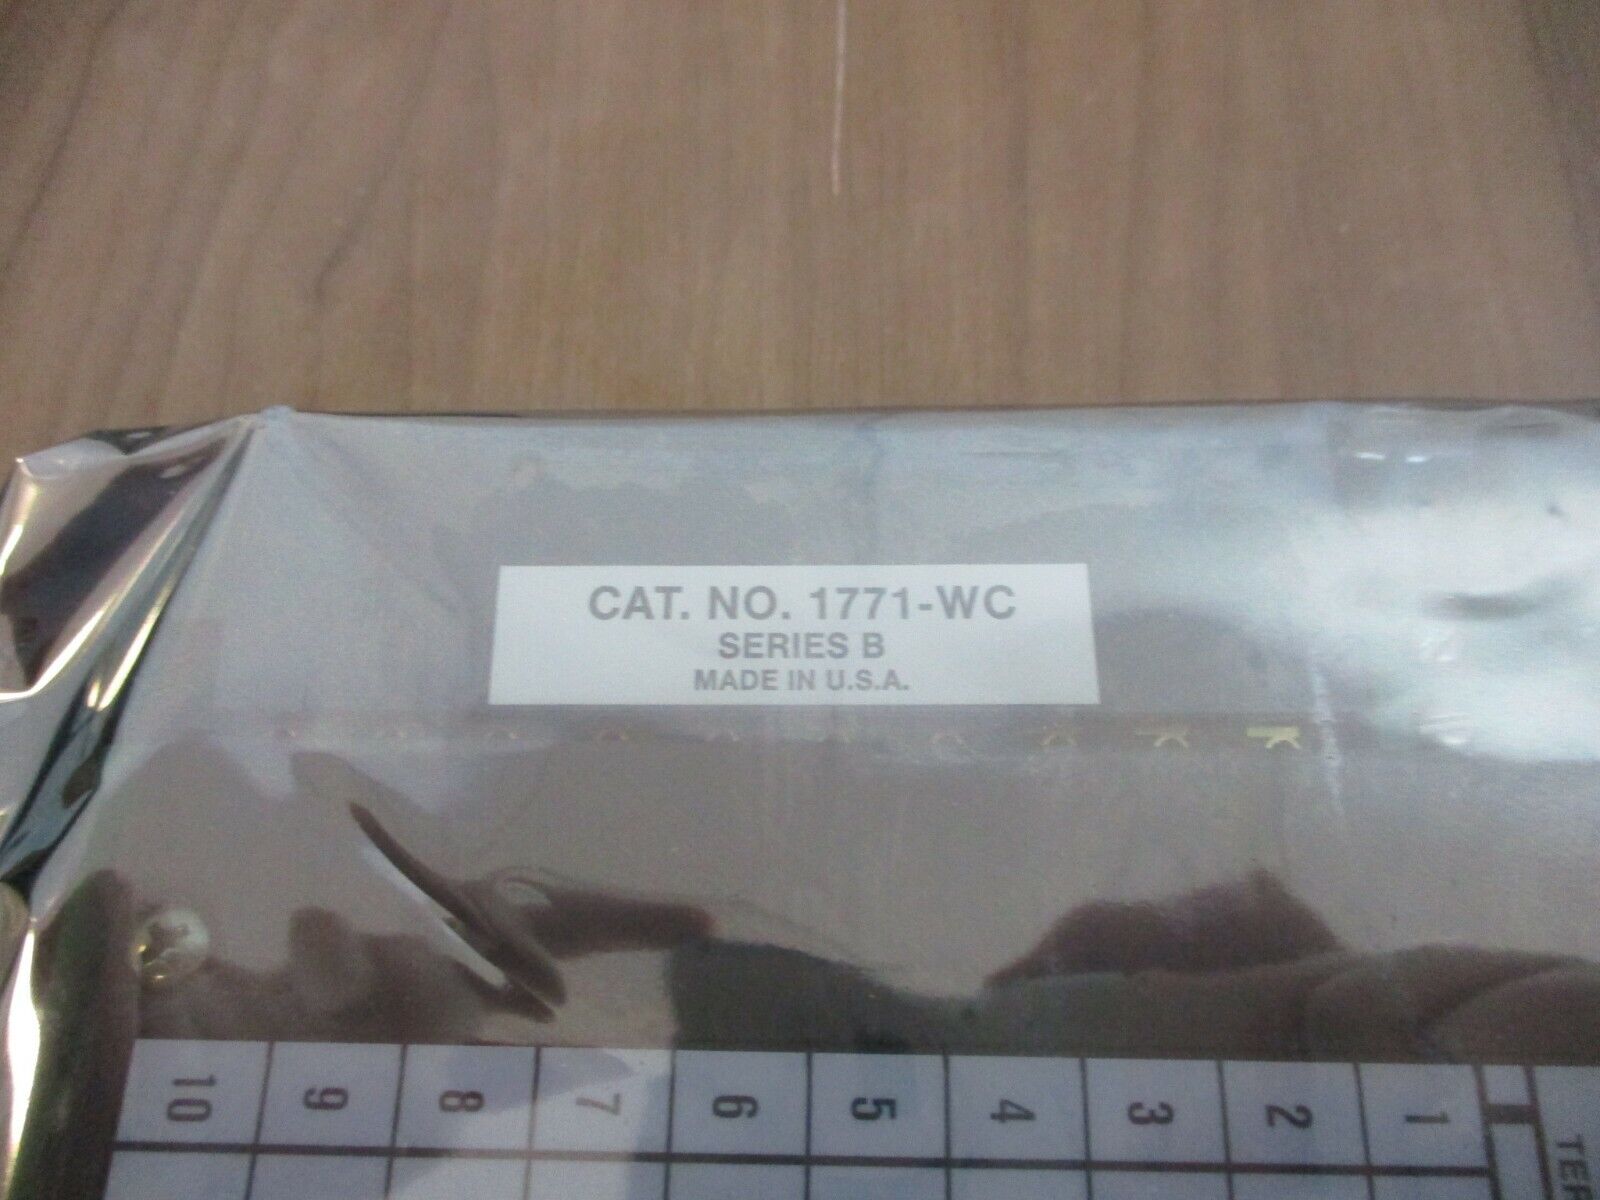 CAT. NO. 1771-WC
SERIES B
MADE IN U.S.A.
10 9 8 7 6 5 4 3 2 1